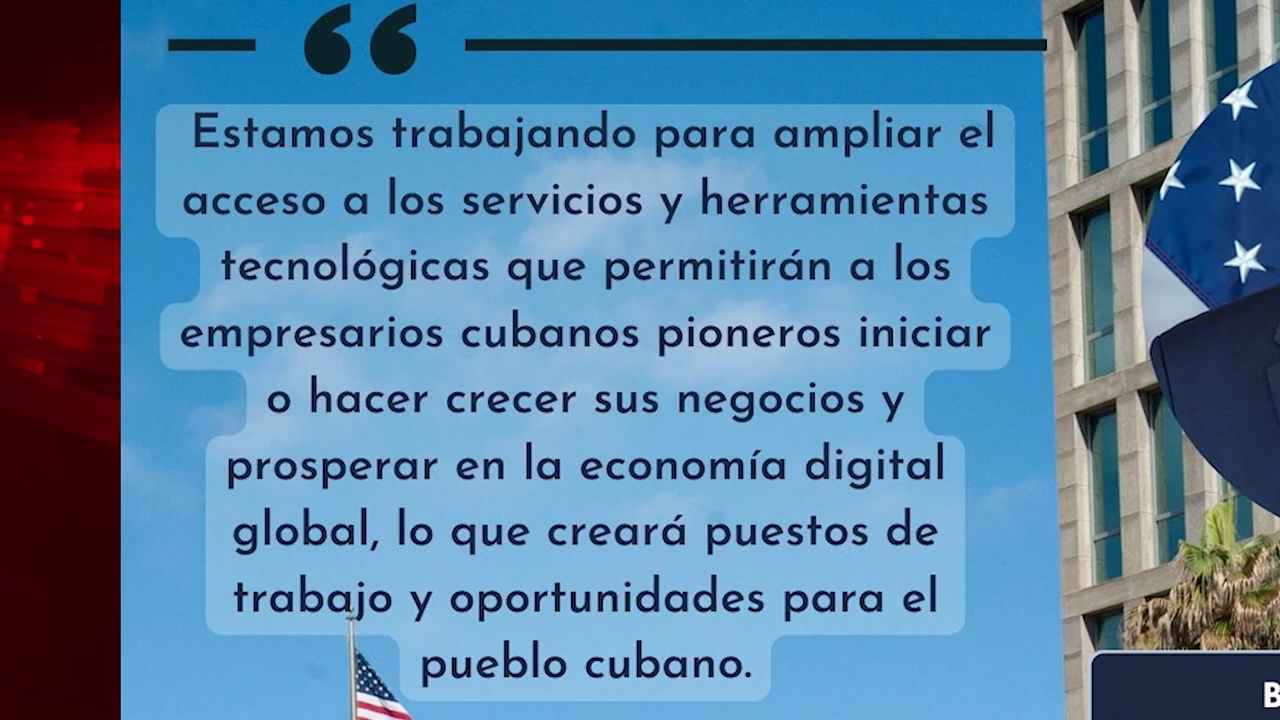 Estamos trabajando para ampliar el
acceso a los servicios y herramientas
tecnológicas que permitirán a los
empresarios cubanos pioneros iniciar
o hacer crecer sus negocios y
prosperar en la economía digital
global, lo que creará puestos de
trabajo y oportunidades para el
pueblo cubano.